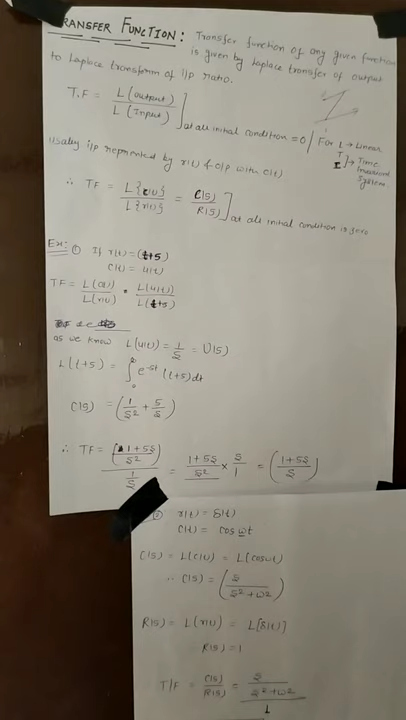 TRANSFER FUNCTION: Transfer function of any given function
is given by Laplace transfer of output
to Laplace transform of i/p ratio.
T.F = L(output) / L(Input) ] at all initial condition = 0 / For L → Linear
T I ] → Time Invariant System
Usally i/p represented by r(t) & o/p with c(t)
∴ TF = L{c(t)} / L{r(t)} = C(s) / R(s) ] at all initial condition is zero
Ex: ① If r(t) = (t+5)
c(t) = u(t)
TF = L(c(t)) / L(r(t)) = L(u(t)) / L(t+5)
as we know L(u(t)) = 1/s = U(s)
L(t+5) = ∫ e^-st (t+5) dt
C(s) = (1/s² + 5/s)
∴ TF = ((1+5s)/s²) / (1/s) = (1+5s)/s² × s/1 = ((1+5s)/s)
② r(t) = δ(t)
c(t) = cos wt
C(s) = L(c(t)) = L(coswt)
∴ C(s) = (s / (s²+ω2))
R(s) = L(r(t)) = L[δ(t)]
R(s) = 1
T/F = C(s)/R(s) = (s / (s²+ω2)) / 1